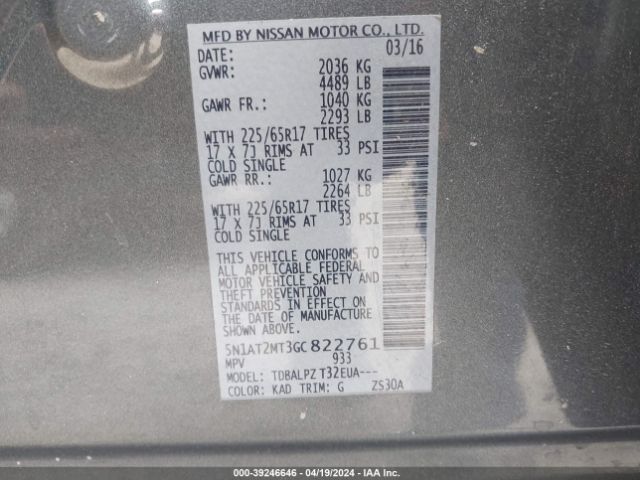 MFD BY NISSAN MOTOR CO., LTD.
DATE: 03/16
GVWR: 2036 KG
4489 LB
GAWR FR.: 1040 KG
2293 LB
WITH 225/65R17 TIRES
17 X 7J RIMS AT 33 PSI
COLD SINGLE
GAWR RR.: 1027 KG
2264 LB
WITH 225/65R17 TIRES
17 X 7J RIMS AT 33 PSI
COLD SINGLE
THIS VEHICLE CONFORMS TO
ALL APPLICABLE FEDERAL
MOTOR VEHICLE SAFETY AND
THEFT PREVENTION
STANDARDS IN EFFECT ON
THE DATE OF MANUFACTURE
SHOWN ABOVE.
5N1AT2MT3GC822761
MPV 933
MODEL: TDBALPZ T32EUA---
COLOR: KAD TRIM: G ZS30A
000-39246646 / 04/19/2024 - IAA Inc.